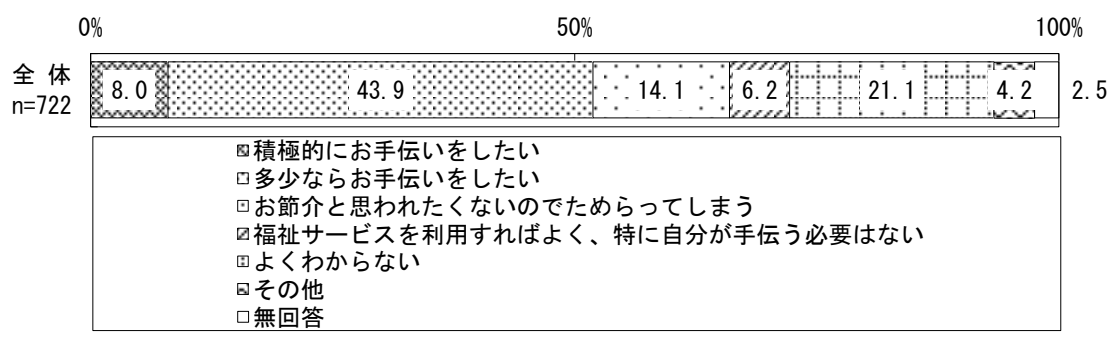 0% 50% 100%
全 体
n=722
8.0 43.9 14.1 6.2 21.1 4.2 2.5
積極的にお手伝いをしたい
多少ならお手伝いをしたい
お節介と思われたくないのでためらってしまう
福祉サービスを利用すればよく、特に自分が手伝う必要はない
よくわからない
その他
無回答